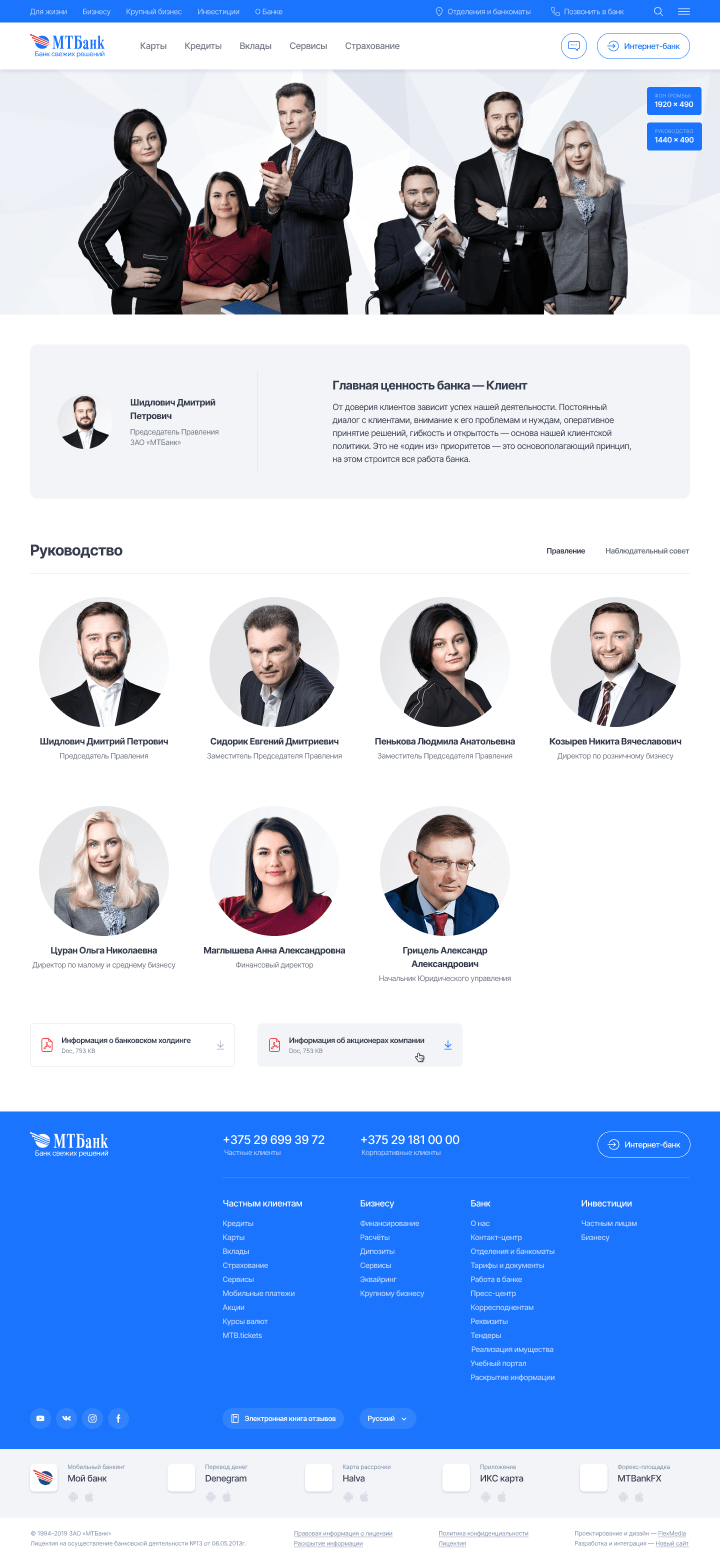 Для жизни Бизнесу Крупный бизнес Инвестиции О Банке Отделения и банкоматы Позвонить в банк
МТБанк
Банк свежих решений
Карты Кредиты Вклады Сервисы Страхование Интернет-банк
ФОН ПРОМБЫ
1920 × 490
РУКОВОДСТВО
1440 × 490
Шидлович Дмитрий
Петрович
Председатель Правления
ЗАО «МТБанк»
Главная ценность банка — Клиент
От доверия клиентов зависит успех нашей деятельности. Постоянный
диалог с клиентами, внимание к его проблемам и нуждам, оперативное
принятие решений, гибкость и открытость — основа нашей клиентской
политики. Это не «один из» приоритетов — это основополагающий принцип,
на этом строится вся работа банка.
Руководство Правление Наблюдательный совет
Шидлович Дмитрий Петрович
Председатель Правления
Сидорик Евгений Дмитриевич
Заместитель Председателя Правления
Пенькова Людмила Анатольевна
Заместитель Председателя Правления
Козырев Никита Вячеславович
Директор по розничному бизнесу
Цуран Ольга Николаевна
Директор по малому и среднему бизнесу
Маглышева Анна Александровна
Финансовый директор
Грицель Александр
Александрович
Начальник Юридического управления
Информация о банковском холдинге
Doc, 753 KB
Информация об акционерах компании
Doc, 753 KB
МТБанк
Банк свежих решений
+375 29 699 39 72
Частные клиенты
+375 29 181 00 00
Корпоративные клиенты
Интернет-банк
Частным клиентам
Кредиты
Карты
Вклады
Страхование
Сервисы
Мобильные платежи
Акции
Курсы валют
MTB.tickets
Бизнесу
Финансирование
Расчёты
Дипозиты
Сервисы
Эквайринг
Крупному бизнесу
Банк
О нас
Контакт-центр
Отделения и банкоматы
Тарифы и документы
Работа в банке
Пресс-центр
Корресподнентам
Реквизиты
Тендеры
Реализация имущества
Учебный портал
Раскрытие информации
Инвестиции
Частным лицам
Бизнесу
Электронная книга отзывов Русский
Мобильный банкинг
Мой банк
Перевод денег
Denegram
Карта рассрочки
Halva
Приложение
ИКС карта
Форекс-площадка
MTBankFX
© 1994–2019 ЗАО «МТБанк»
Лицензия на осуществление банковской деятельности №13 от 06.05.2013г.
Правовая информация о лицензии
Раскрытие информации
Политика конфиденциальности
Лицензия
Проектирование и дизайн — FlexMedia
Разработка и интеграция — Новый сайт